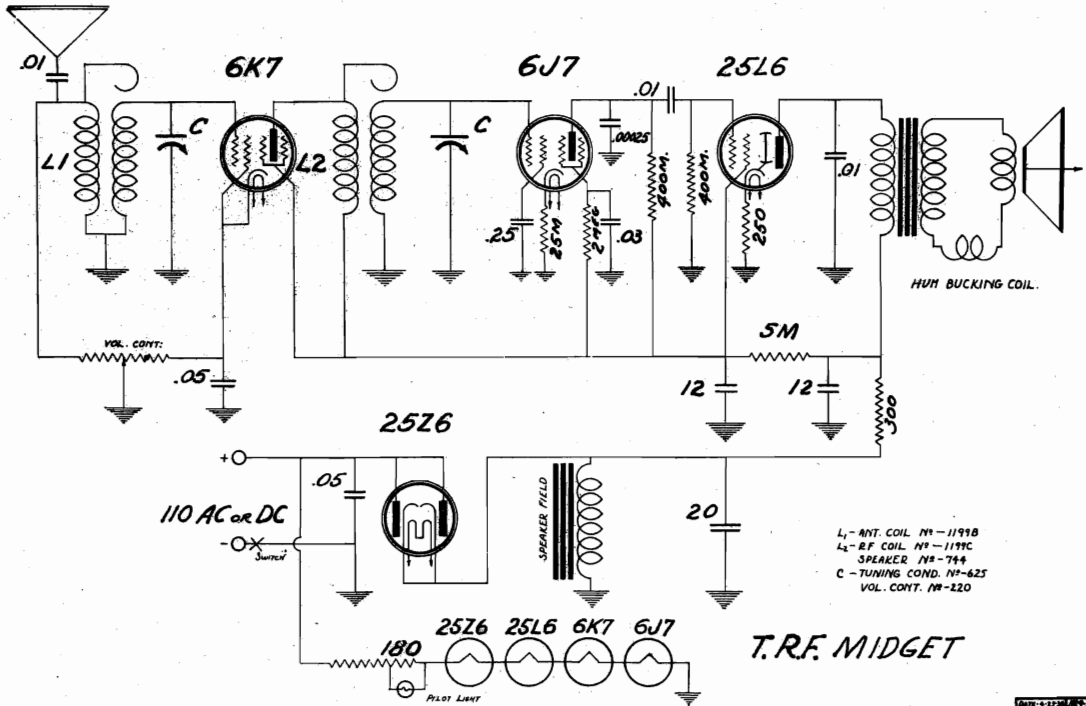 6K7
6J7
25L6
.01
.01
C
C
.00025
L1
L2
400M.
400M.
.01
.25
25M
2 MEG
.03
250
HUM BUCKING COIL.
VOL. CONT:
5M
.05
12
12
300
25Z6
+
.05
110 AC OR DC
-
SWITCH
SPEAKER FIELD
20
L1 - ANT. COIL Nº - 1199B
L2 - RF COIL Nº - 1199C
SPEAKER Nº - 744
C - TUNING COND. Nº - 625
VOL. CONT. Nº - 220
25Z6 25L6 6K7 6J7
180
PILOT LIGHT
T.R.F. MIDGET